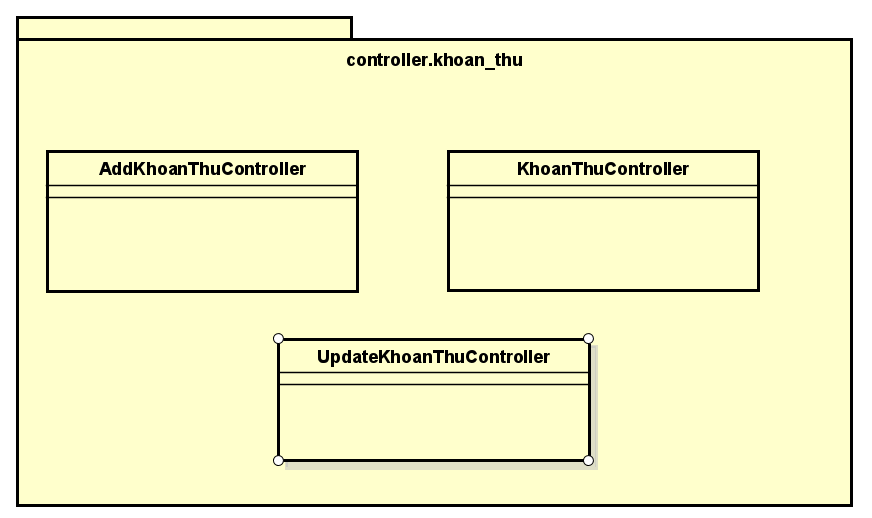 controller.khoan_thu
AddKhoanThuController
KhoanThuController
UpdateKhoanThuController